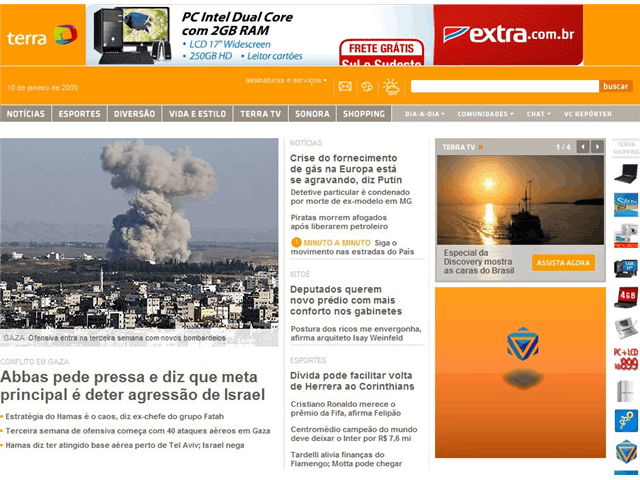 terra
PC Intel Dual Core
com 2GB RAM
• LCD 17" Widescreen
• 250GB HD • Leitor cartões
FRETE GRÁTIS
Sul e Sudeste
extra.com.br
10 de janeiro de 2009
assinaturas e serviços
buscar
NOTÍCIAS ESPORTES DIVERSÃO VIDA E ESTILO TERRA TV SONORA SHOPPING DIA-A-DIA COMUNIDADES CHAT VC REPÓRTER
GAZA Ofensiva entra na terceira semana com novos bombardeios
CONFLITO EM GAZA
Abbas pede pressa e diz que meta
principal é deter agressão de Israel
Estratégia do Hamas é o caos, diz ex-chefe do grupo Fatah
Terceira semana de ofensiva começa com 40 ataques aéreos em Gaza
Hamas diz ter atingido base aérea perto de Tel Aviv; Israel nega
NOTÍCIAS
Crise do fornecimento
de gás na Europa está
se agravando, diz Putin
Detetive particular é condenado
por morte de ex-modelo em MG
Piratas morrem afogados
após liberarem petroleiro
MINUTO A MINUTO Siga o
movimento nas estradas do País
ISTOÉ
Deputados querem
novo prédio com mais
conforto nos gabinetes
Postura dos ricos me envergonha,
afirma arquiteto Isay Weinfeld
ESPORTES
Dívida pode facilitar volta
de Herrera ao Corinthians
Cristiano Ronaldo merece o
prêmio da Fifa, afirma Felipão
Centromédio campeão do mundo
deve deixar o Inter por R$ 7,6 mi
Tardelli alivia finanças do
Flamengo; Motta pode chegar
TERRA TV
1 / 4
Especial da
Discovery mostra
as caras do Brasil
ASSISTA AGORA
TERRA
SHOPPING
4GB
PC+LCD
R$899